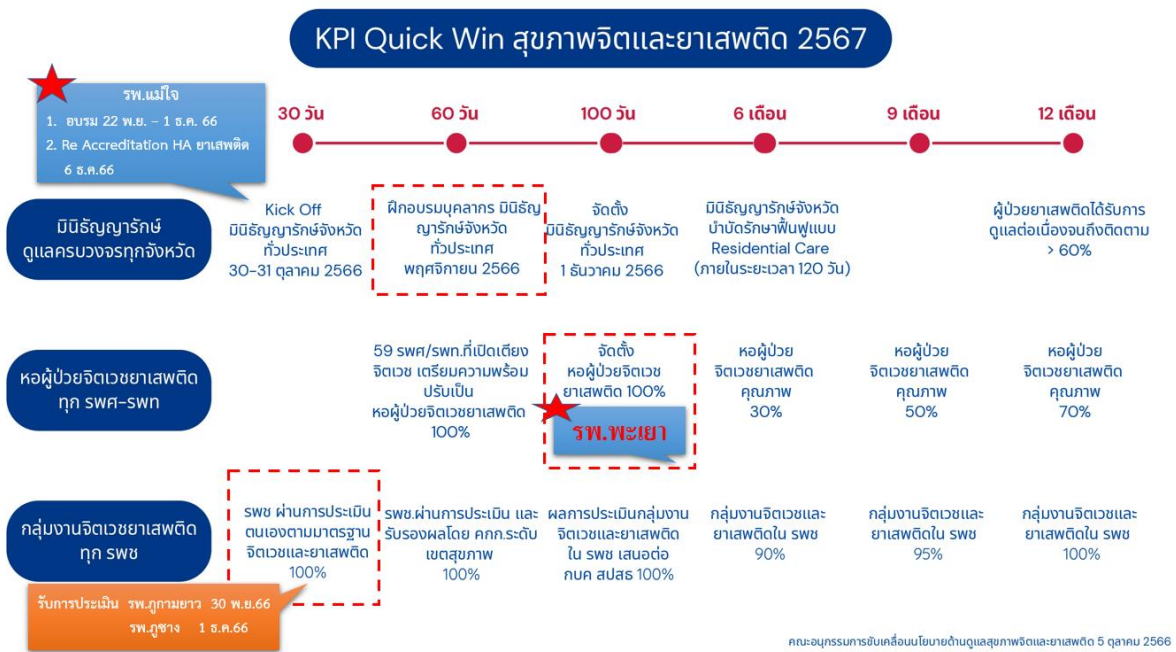 KPI Quick Win สุขภาพจิตและยาเสพติด 2567
รพ.แม่ใจ
1. อบรม 22 พ.ย. – 1 ธ.ค. 66
2. Re Accreditation HA ยาเสพติด
6 ธ.ค.66
30 วัน
60 วัน
100 วัน
6 เดือน
9 เดือน
12 เดือน
มินิธัญญารักษ์
ดูแลครบวงจรทุกจังหวัด
Kick Off
มินิธัญญารักษ์จังหวัด
ทั่วประเทศ
30-31 ตุลาคม 2566
ฝึกอบรมบุคลากร มินิธัญ
ญารักษ์จังหวัด
ทั่วประเทศ
พฤศจิกายน 2566
จัดตั้ง
มินิธัญญารักษ์จังหวัด
ทั่วประเทศ
1 ธันวาคม 2566
มินิธัญญารักษ์จังหวัด
บำบัดรักษาฟื้นฟูแบบ
Residential Care
(ภายในระยะเวลา 120 วัน)
ผู้ป่วยยาเสพติดได้รับการ
ดูแลต่อเนื่องจนถึงติดตาม
> 60%
หอผู้ป่วยจิตเวชยาเสพติด
ทุก รพศ-รพท
59 รพศ/รพท.ที่เปิดเตียง
จิตเวช เตรียมความพร้อม
ปรับเป็น
หอผู้ป่วยจิตเวชยาเสพติด
100%
จัดตั้ง
หอผู้ป่วยจิตเวช
ยาเสพติด 100%
รพ.พะเยา
หอผู้ป่วย
จิตเวชยาเสพติด
คุณภาพ
30%
หอผู้ป่วย
จิตเวชยาเสพติด
คุณภาพ
50%
หอผู้ป่วย
จิตเวชยาเสพติด
คุณภาพ
70%
กลุ่มงานจิตเวชยาเสพติด
ทุก รพช
รพช ผ่านการประเมิน
ตนเองตามมาตรฐาน
จิตเวชและยาเสพติด
100%
รพช.ผ่านการประเมิน และ
รับรองผลโดย คกก.ระดับ
เขตสุขภาพ
100%
ผลการประเมินกลุ่มงาน
จิตเวชและยาเสพติด
ใน รพช เสนอต่อ
กบค สปสธ 100%
กลุ่มงานจิตเวชและ
ยาเสพติดใน รพช
90%
กลุ่มงานจิตเวชและ
ยาเสพติดใน รพช
95%
กลุ่มงานจิตเวชและ
ยาเสพติดใน รพช
100%
รับการประเมิน รพ.ภูกามยาว 30 พ.ย.66
รพ.ภูซาง 1 ธ.ค.66
คณะอนุกรรมการขับเคลื่อนนโยบายด้านดูแลสุขภาพจิตและยาเสพติด 5 ตุลาคม 2566